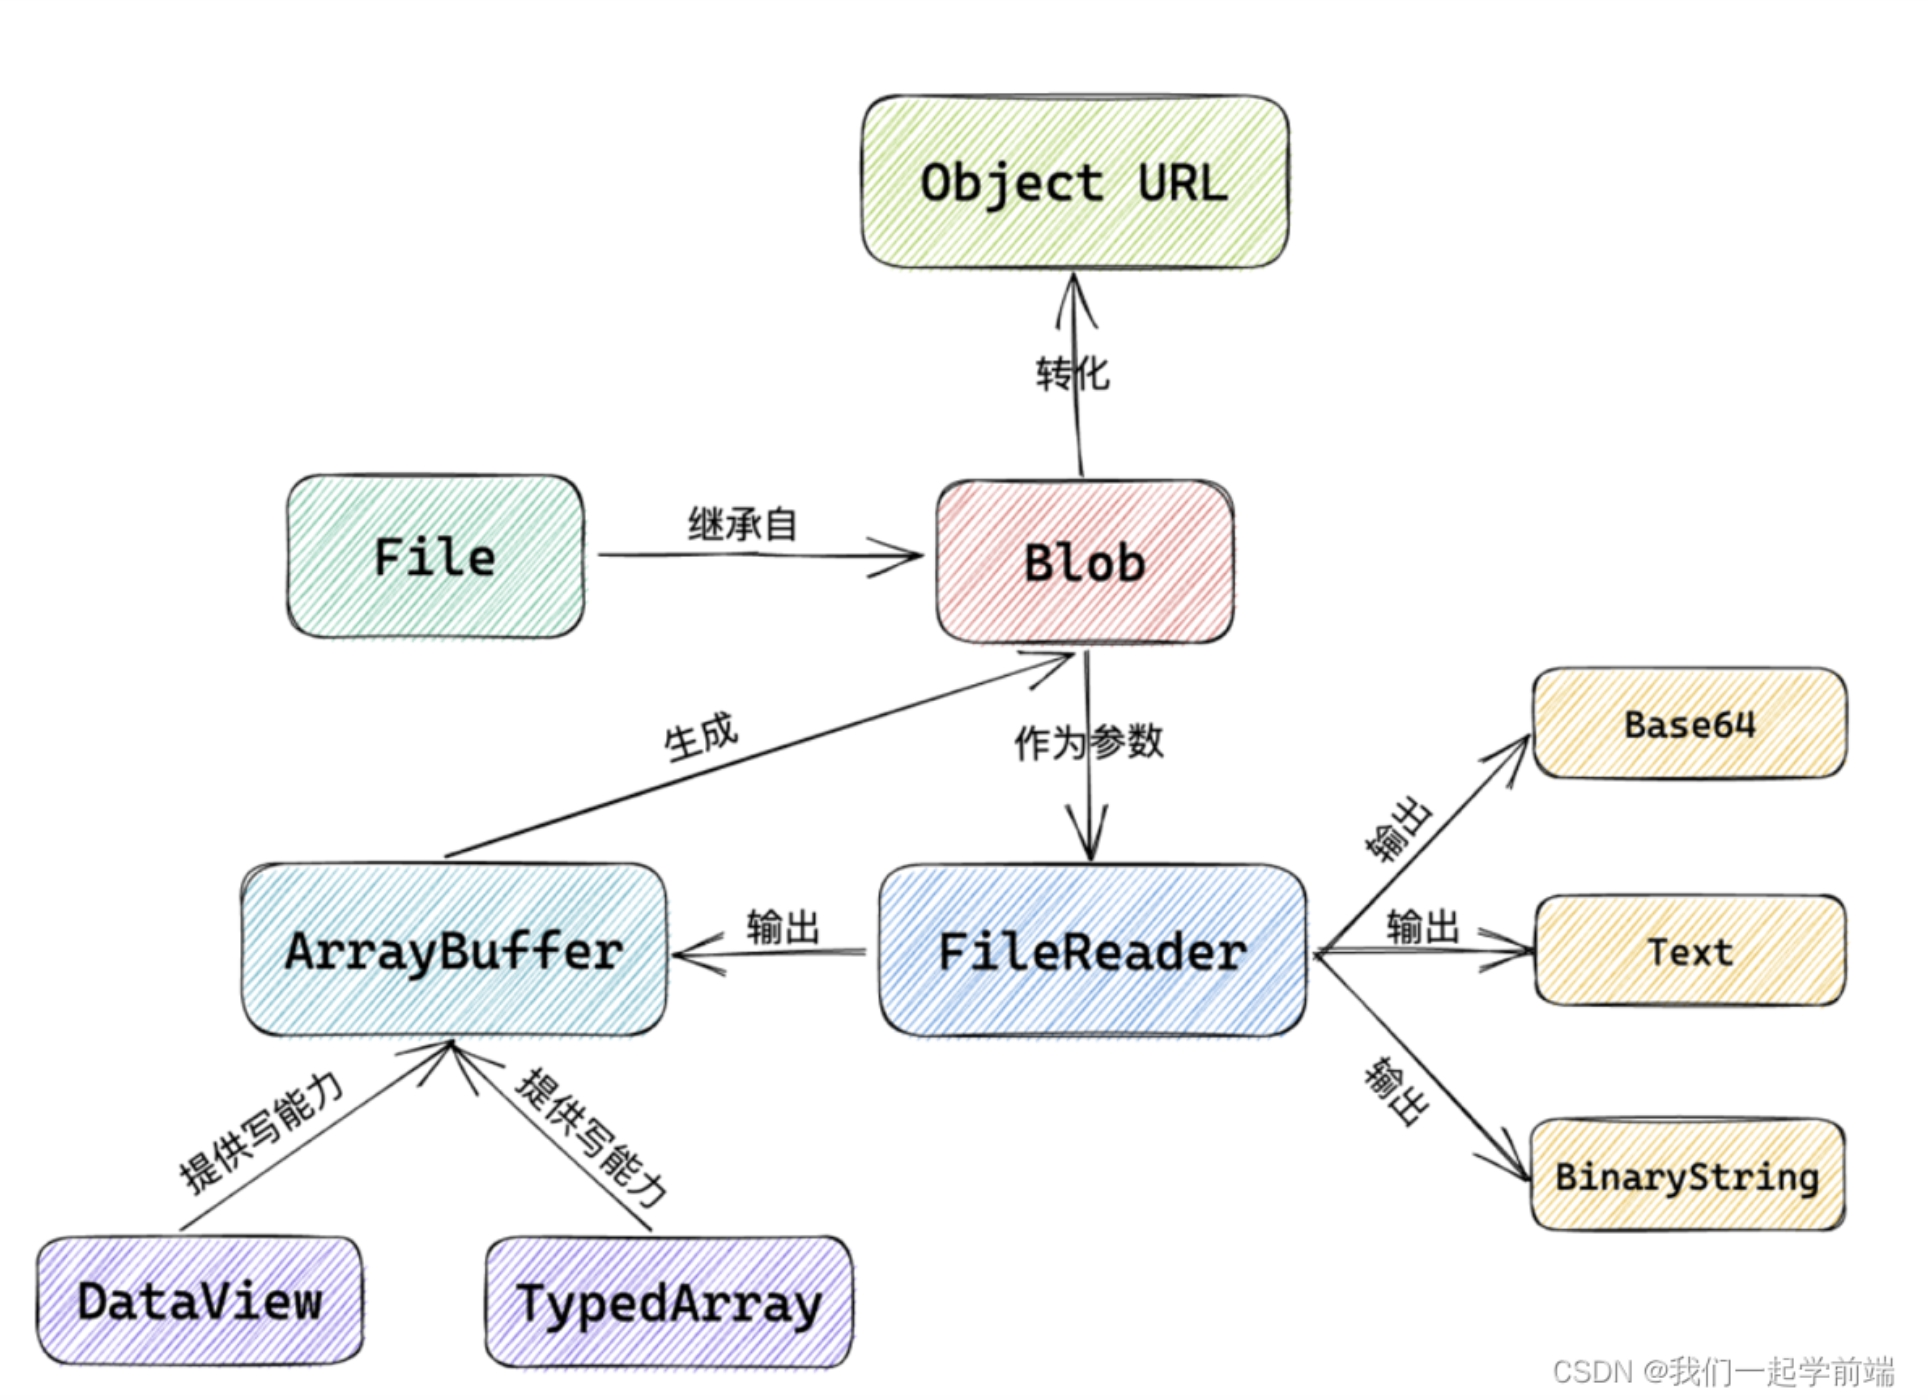 Object URL
转化
File
继承自
Blob
生成
作为参数
Base64
输出
ArrayBuffer
输出
FileReader
输出
Text
输出
提供写能力
提供写能力
BinaryString
DataView
TypedArray
CSDN @我们一起学前端